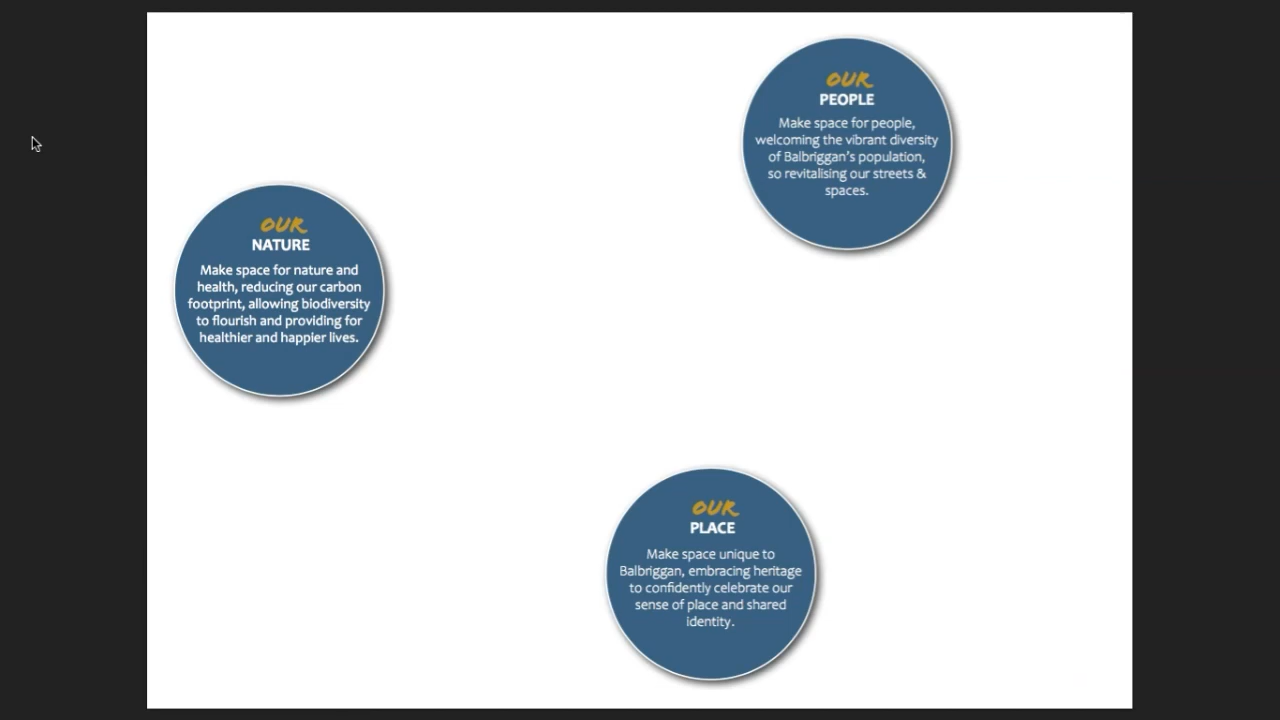 OUR
PEOPLE
Make space for people,
welcoming the vibrant diversity
of Balbriggan's population,
so revitalising our streets &
spaces.
OUR
NATURE
Make space for nature and
health, reducing our carbon
footprint, allowing biodiversity
to flourish and providing for
healthier and happier lives.
OUR
PLACE
Make space unique to
Balbriggan, embracing heritage
to confidently celebrate our
sense of place and shared
identity.